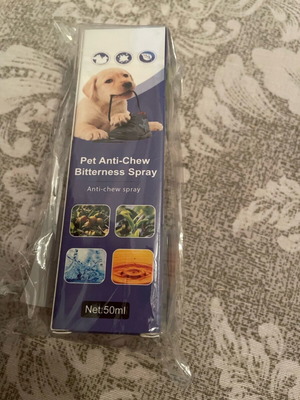 Pet Anti-Chew
Bitterness Spray
Anti-chew spray
Net:50ml